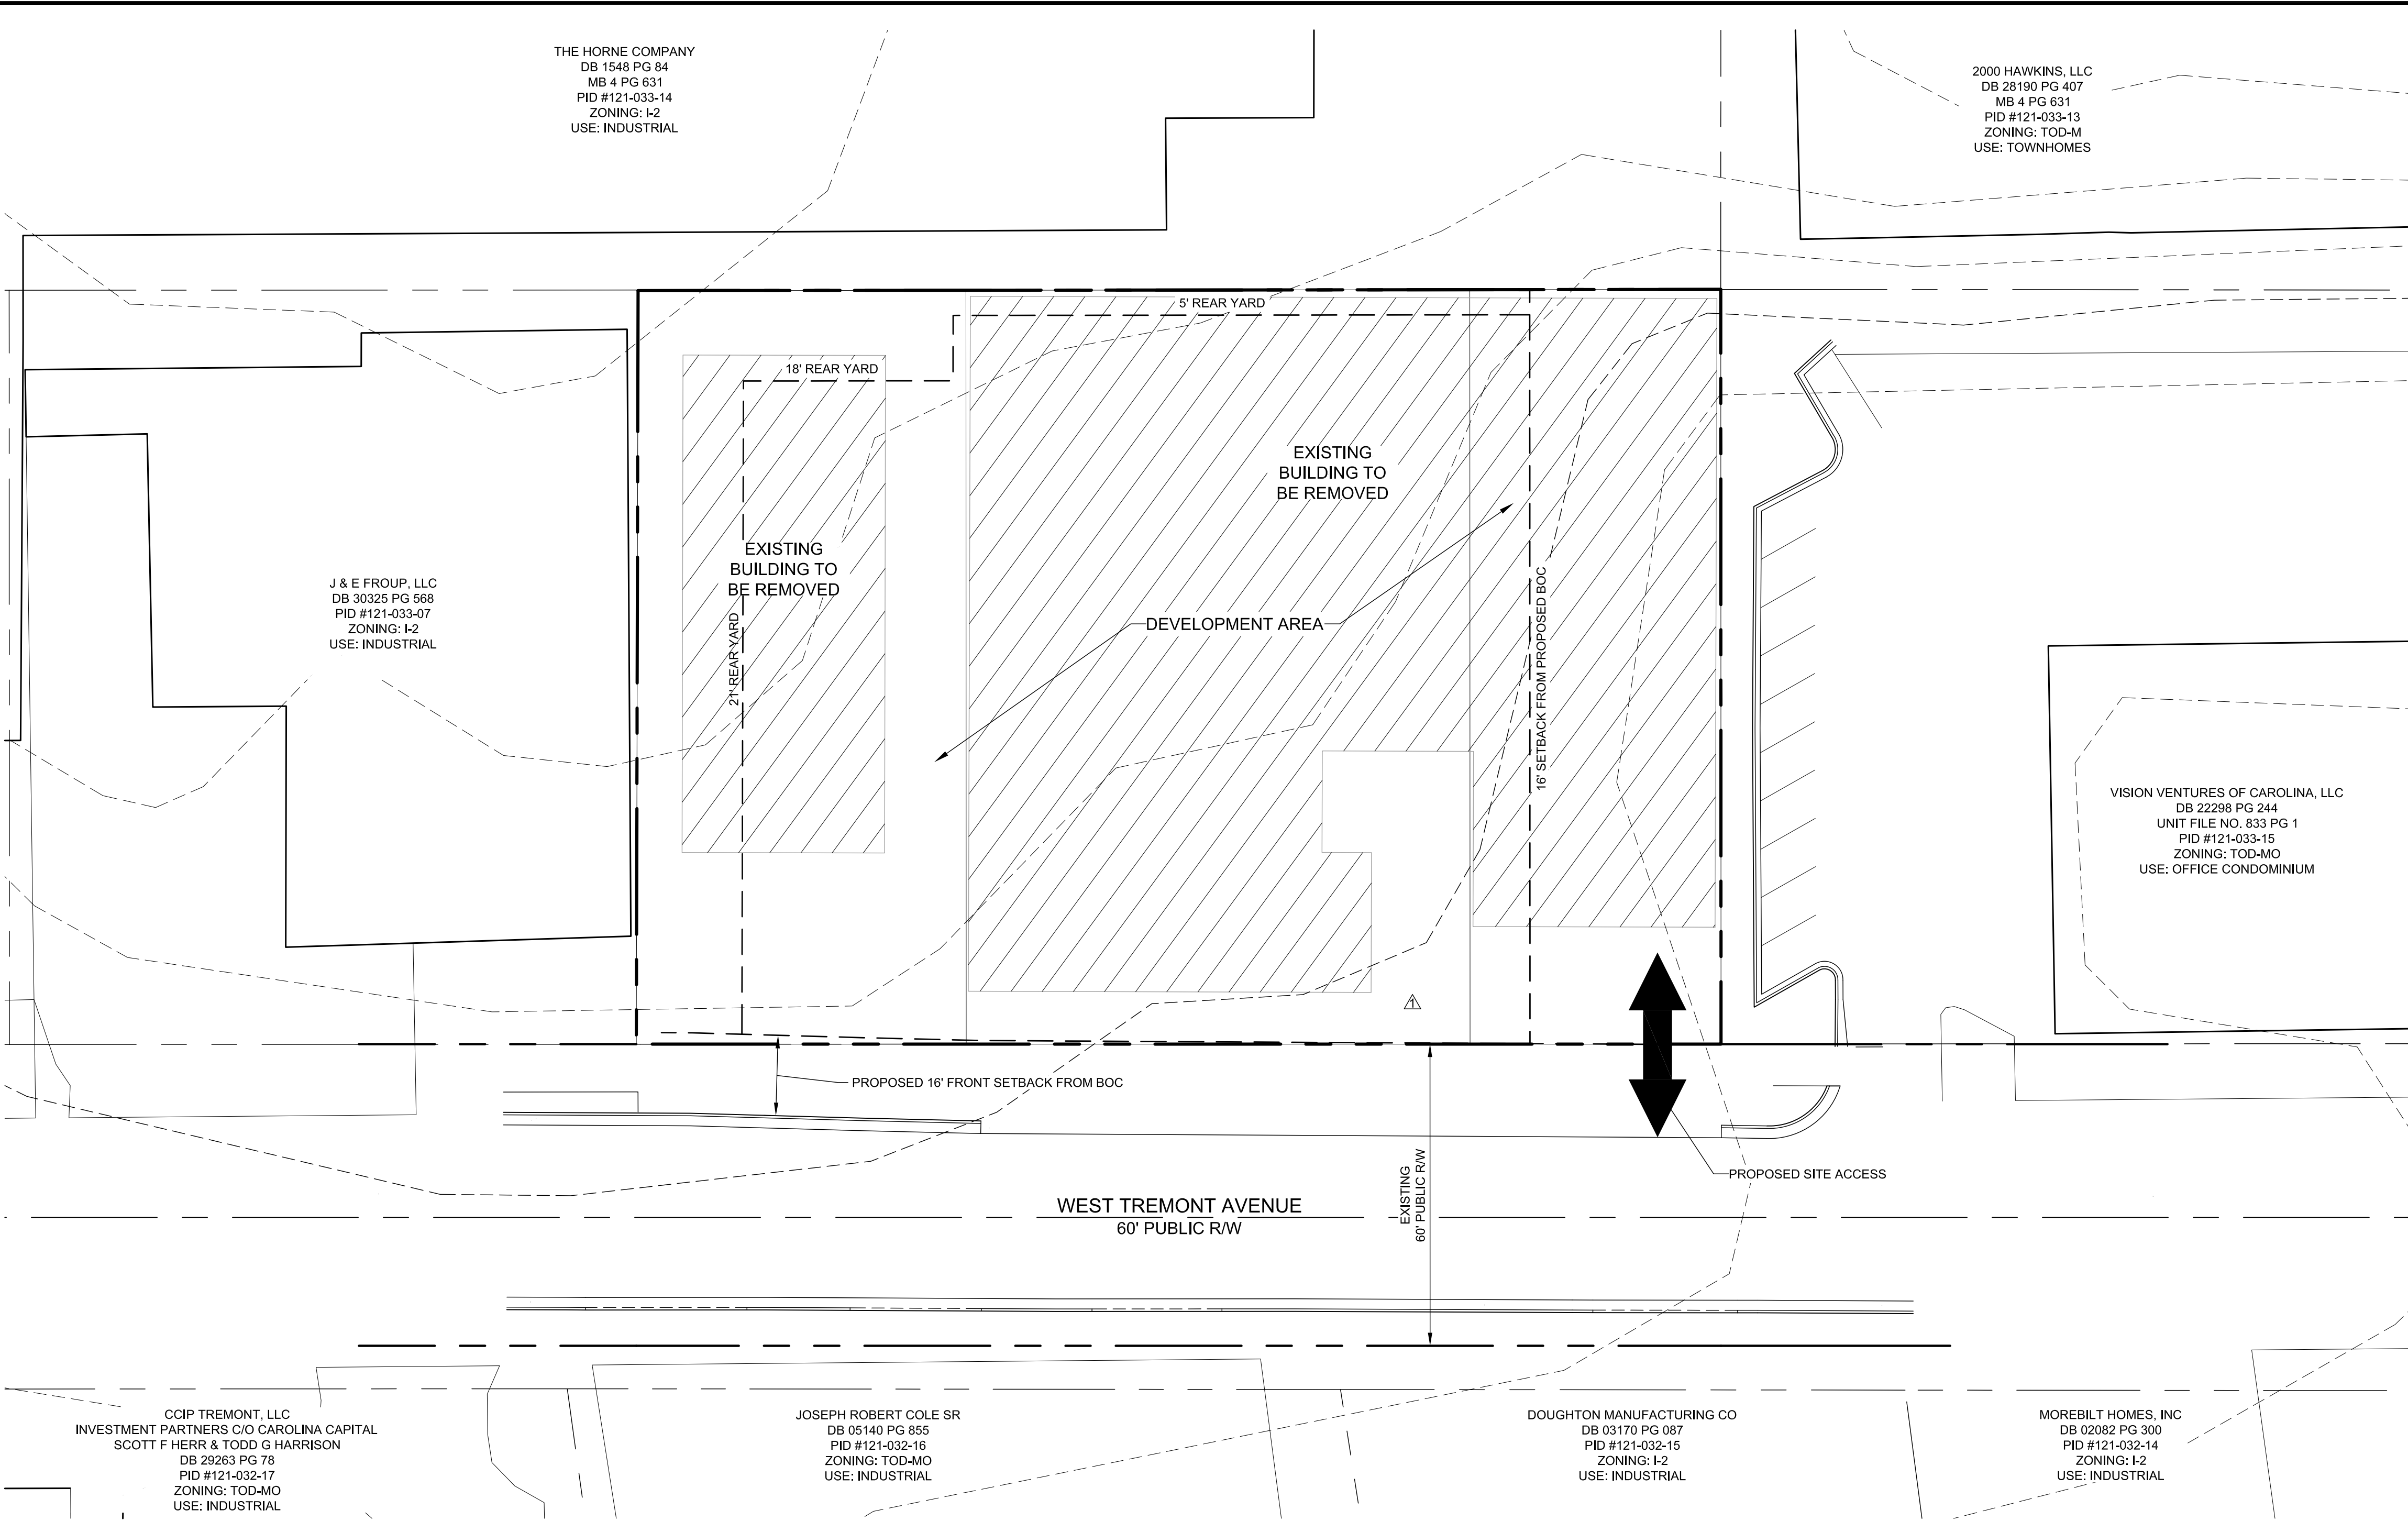 THE HORNE COMPANY
DB 1548 PG 84
MB 4 PG 631
PID #121-033-14
ZONING: I-2
USE: INDUSTRIAL
2000 HAWKINS, LLC
DB 28190 PG 407
MB 4 PG 631
PID #121-033-13
ZONING: TOD-M
USE: TOWNHOMES
5' REAR YARD
18' REAR YARD
EXISTING
BUILDING TO
BE REMOVED
EXISTING
BUILDING TO
BE REMOVED
J & E FROUP, LLC
DB 30325 PG 568
PID #121-033-07
ZONING: I-2
USE: INDUSTRIAL
21' REAR YARD
DEVELOPMENT AREA
16' SETBACK FROM PROPOSED BOC
VISION VENTURES OF CAROLINA, LLC
DB 22298 PG 244
UNIT FILE NO. 833 PG 1
PID #121-033-15
ZONING: TOD-MO
USE: OFFICE CONDOMINIUM
1
PROPOSED 16' FRONT SETBACK FROM BOC
PROPOSED SITE ACCESS
WEST TREMONT AVENUE
60' PUBLIC R/W
EXISTING
60' PUBLIC R/W
CCIP TREMONT, LLC
INVESTMENT PARTNERS C/O CAROLINA CAPITAL
SCOTT F HERR & TODD G HARRISON
DB 29263 PG 78
PID #121-032-17
ZONING: TOD-MO
USE: INDUSTRIAL
JOSEPH ROBERT COLE SR
DB 05140 PG 855
PID #121-032-16
ZONING: TOD-MO
USE: INDUSTRIAL
DOUGHTON MANUFACTURING CO
DB 03170 PG 087
PID #121-032-15
ZONING: I-2
USE: INDUSTRIAL
MOREBILT HOMES, INC
DB 02082 PG 300
PID #121-032-14
ZONING: I-2
USE: INDUSTRIAL